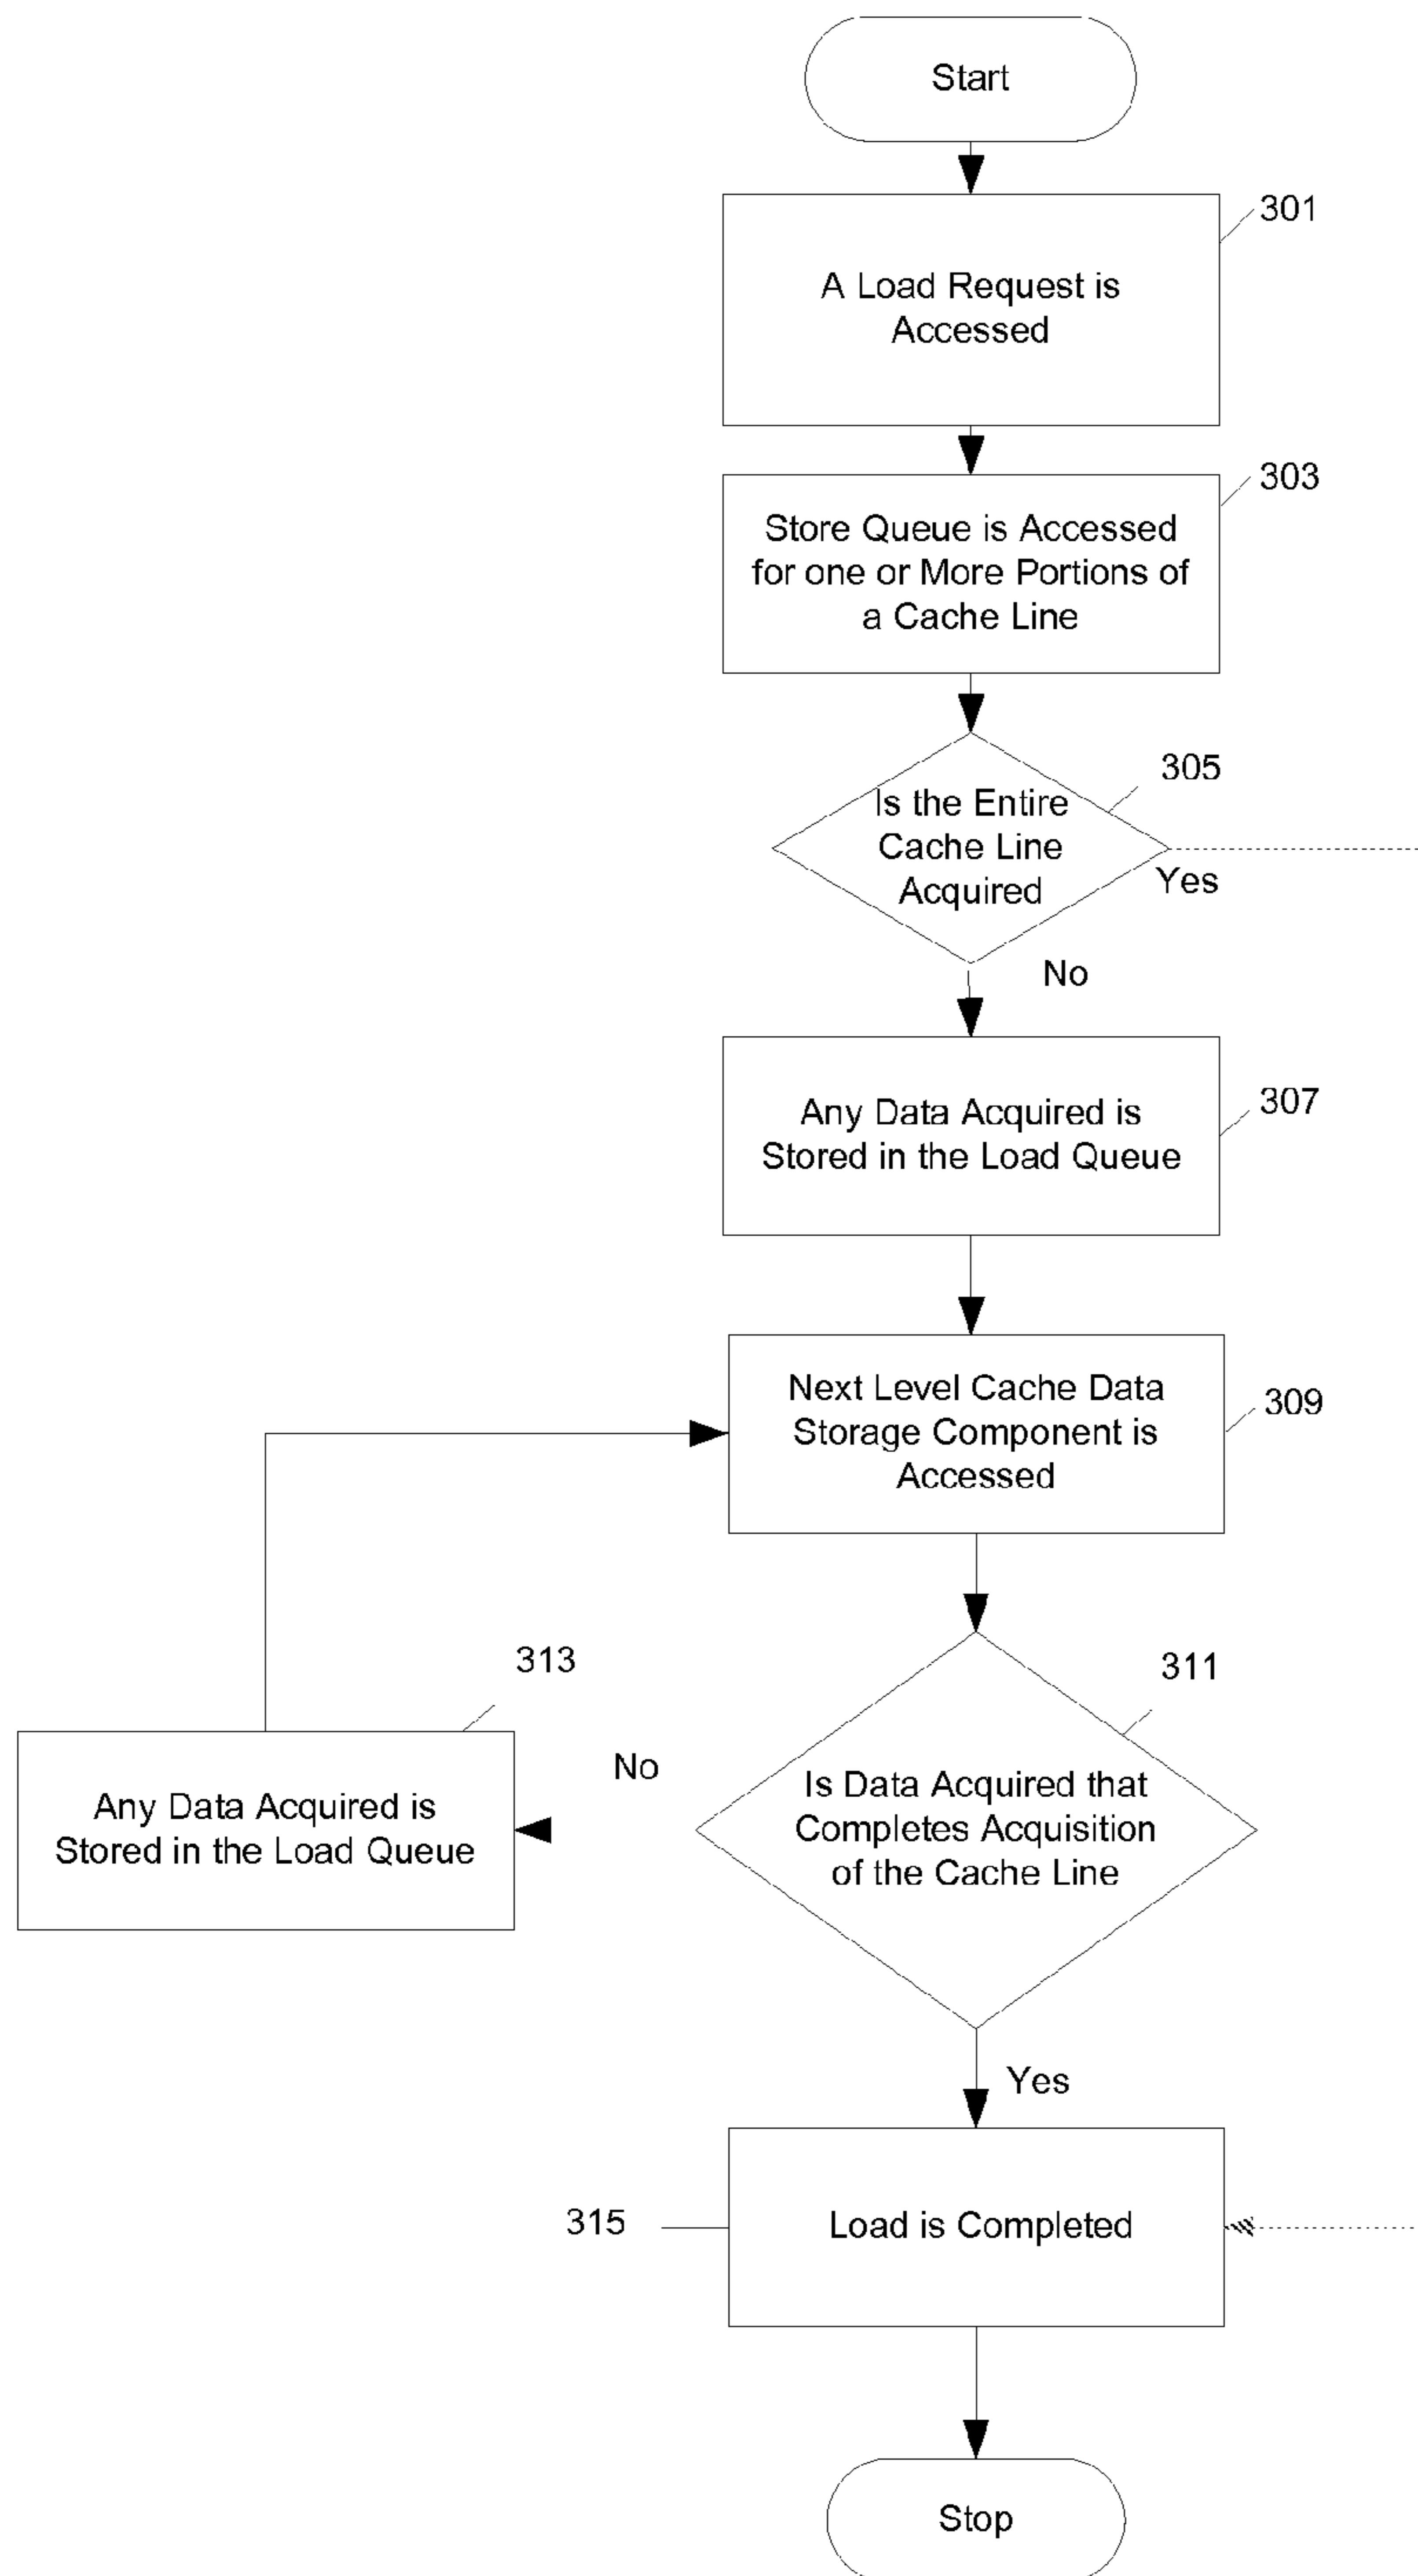 Start
301
A Load Request is
Accessed
303
Store Queue is Accessed
for one or More Portions of
a Cache Line
305
Is the Entire
Cache Line
Acquired
Yes
No
307
Any Data Acquired is
Stored in the Load Queue
309
Next Level Cache Data
Storage Component is
Accessed
313
311
No
Any Data Acquired is
Stored in the Load Queue
Is Data Acquired that
Completes Acquisition
of the Cache Line
Yes
315
Load is Completed
Stop